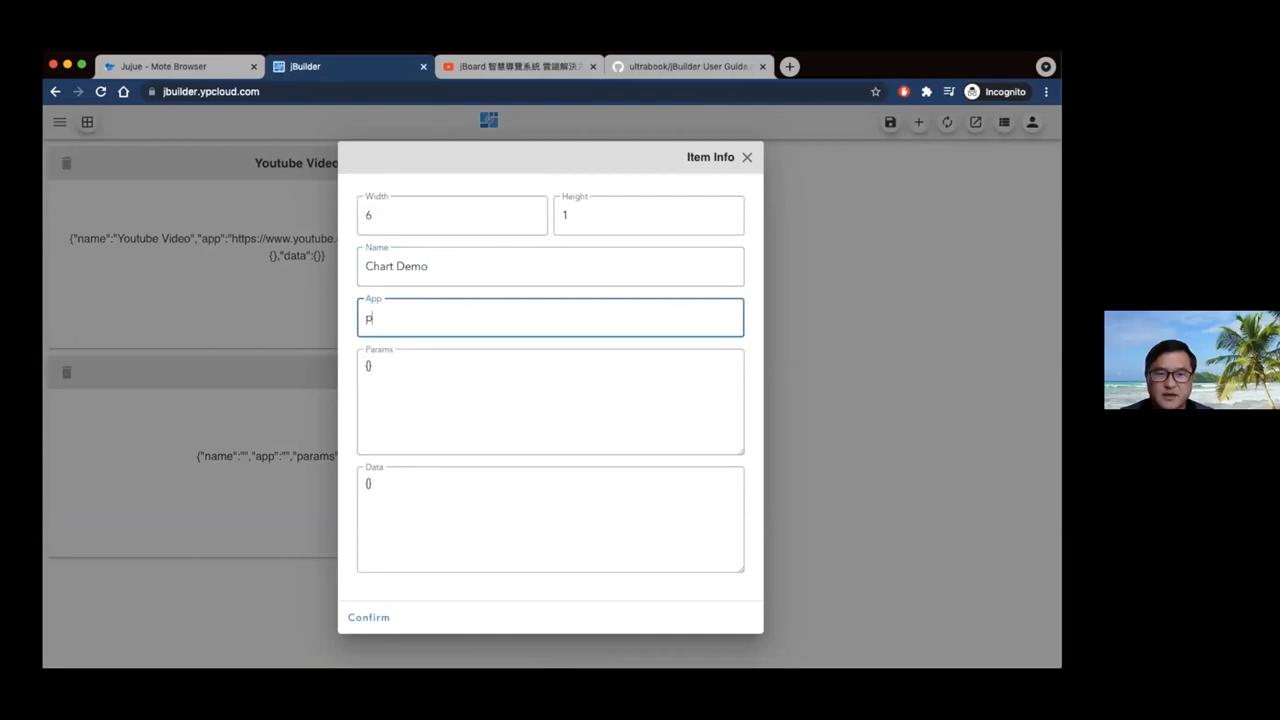 Jujue - Mote Browser
jBuilder
jBoard 智慧導覽系統 雲端解決方
ultrabook/jBuilder User Guide.
jbuilder.ypcloud.com
Incognito
Item Info
Youtube Video
Width
6
Height
1
{"name":"Youtube Video","app":"https://www.youtube.
{},"data":{}}
Name
Chart Demo
App
p
Params
{}
{"name":"","app":"","params"
Data
{}
Confirm